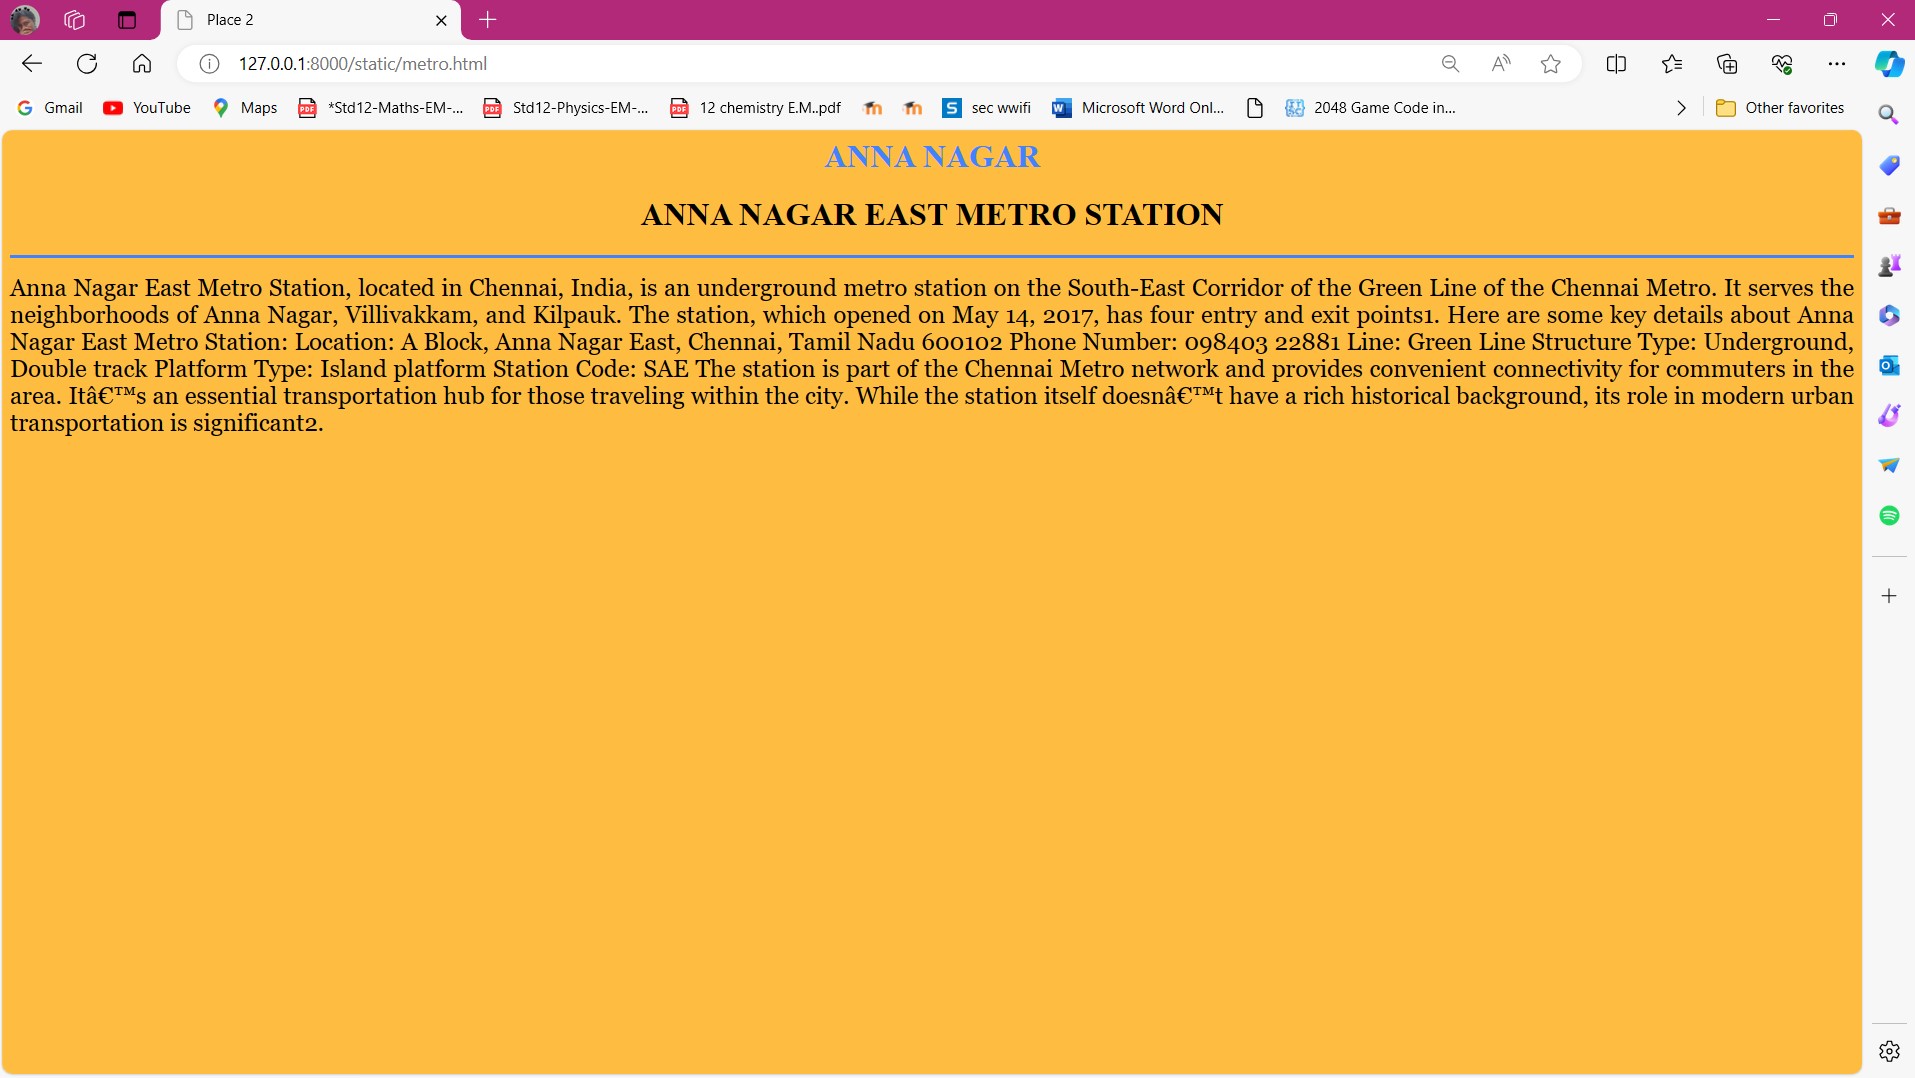 Place 2
127.0.0.1:8000/static/metro.html
Gmail
YouTube
Maps
*Std12-Maths-EM-...
Std12-Physics-EM-...
12 chemistry E.M..pdf
sec wwifi
Microsoft Word Onl...
2048 Game Code in...
Other favorites
ANNA NAGAR
ANNA NAGAR EAST METRO STATION
Anna Nagar East Metro Station, located in Chennai, India, is an underground metro station on the South-East Corridor of the Green Line of the Chennai Metro. It serves the
neighborhoods of Anna Nagar, Villivakkam, and Kilpauk. The station, which opened on May 14, 2017, has four entry and exit points1. Here are some key details about Anna
Nagar East Metro Station: Location: A Block, Anna Nagar East, Chennai, Tamil Nadu 600102 Phone Number: 098403 22881 Line: Green Line Structure Type: Underground,
Double track Platform Type: Island platform Station Code: SAE The station is part of the Chennai Metro network and provides convenient connectivity for commuters in the
area. Itâ€™s an essential transportation hub for those traveling within the city. While the station itself doesnâ€™t have a rich historical background, its role in modern urban
transportation is significant2.